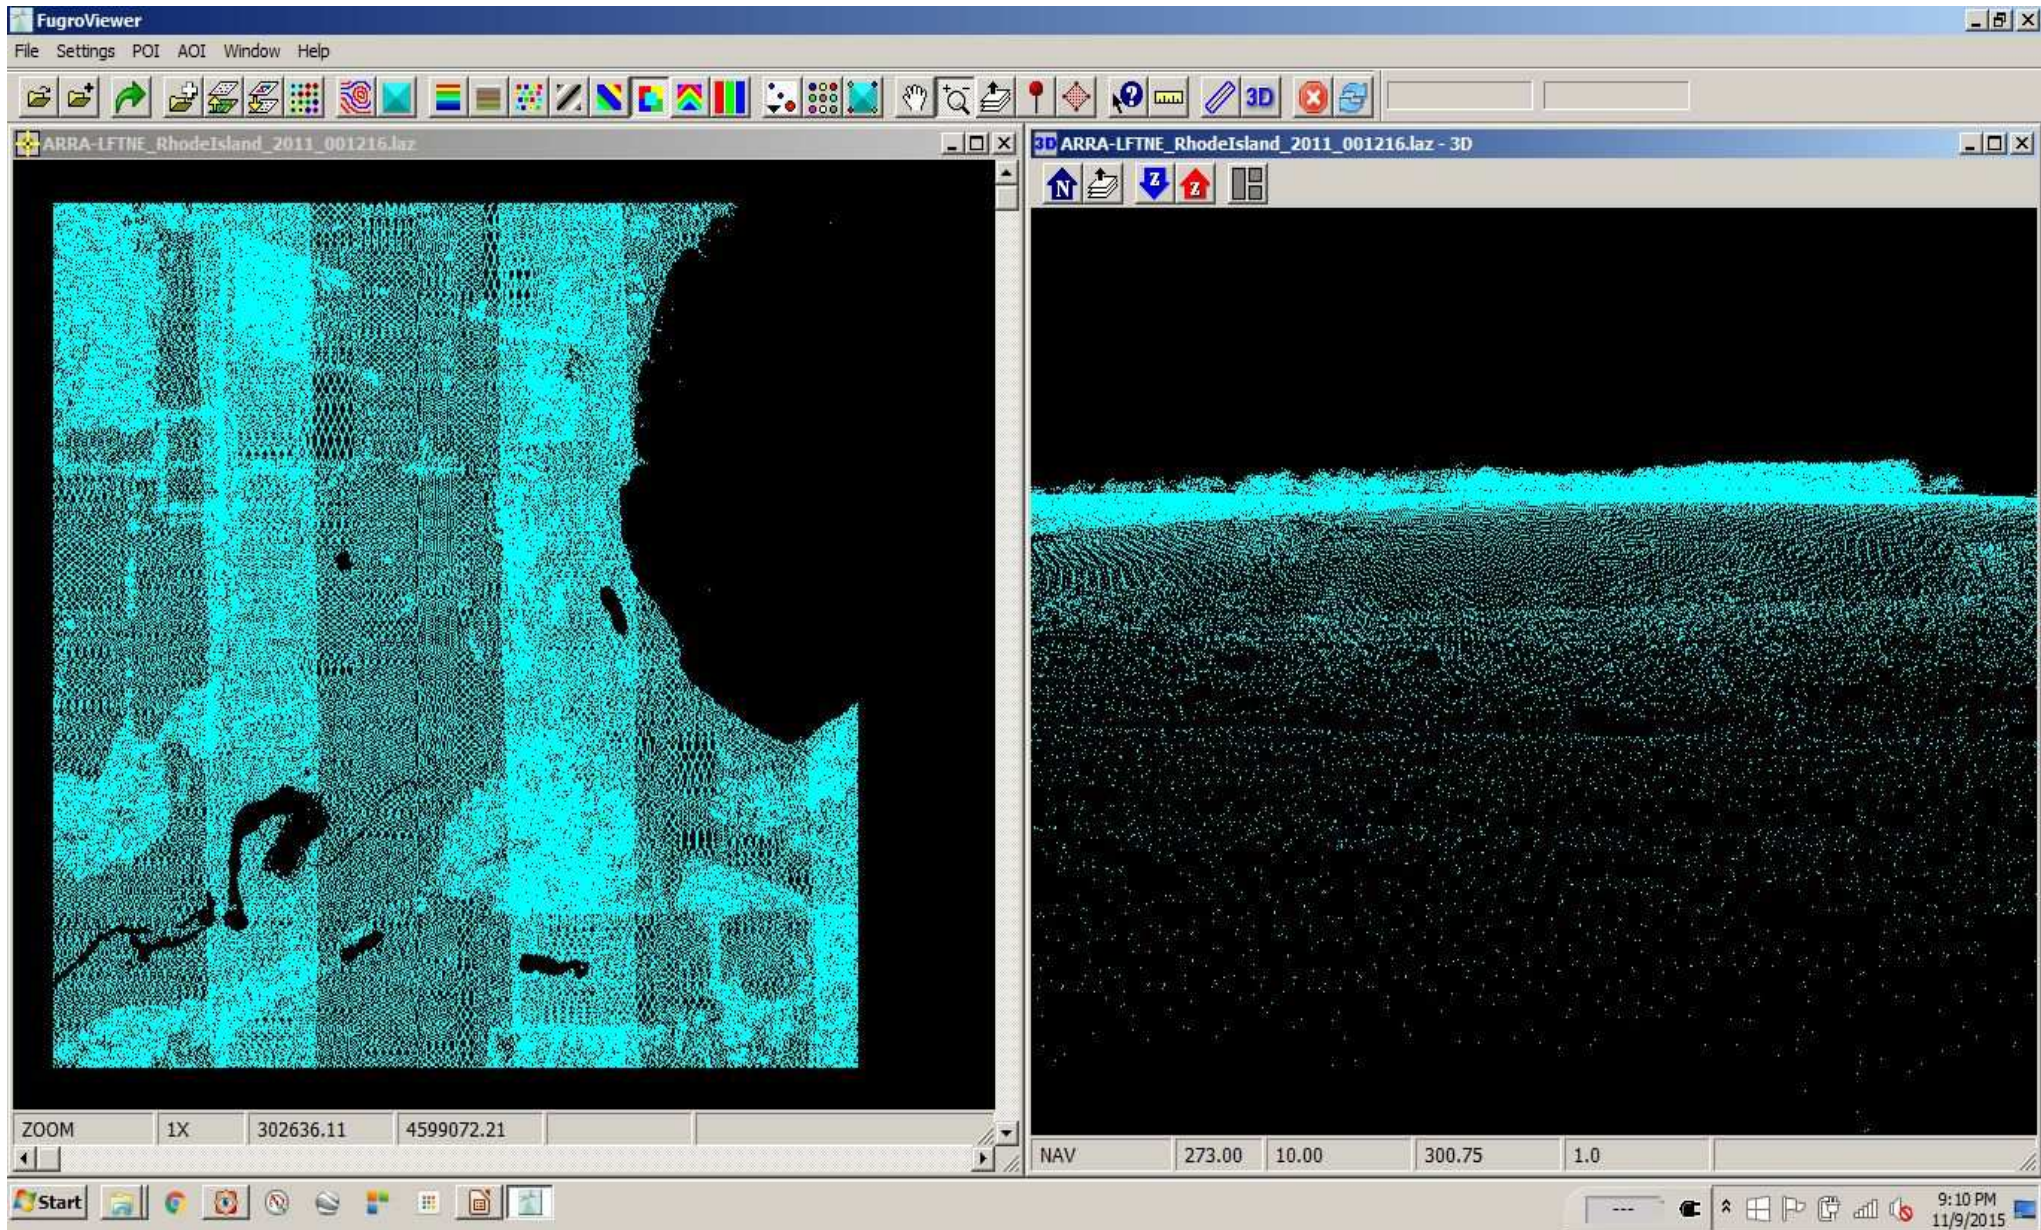 FugroViewer
File Settings POI AOI Window Help
3D
ARRA-LFTNE_RhodeIsland_2011_001216.laz
3D ARRA-LFTNE_RhodeIsland_2011_001216.laz - 3D
N Z Z
ZOOM 1X 302636.11 4599072.21
NAV 273.00 10.00 300.75 1.0
Start
---
9:10 PM
11/9/2015